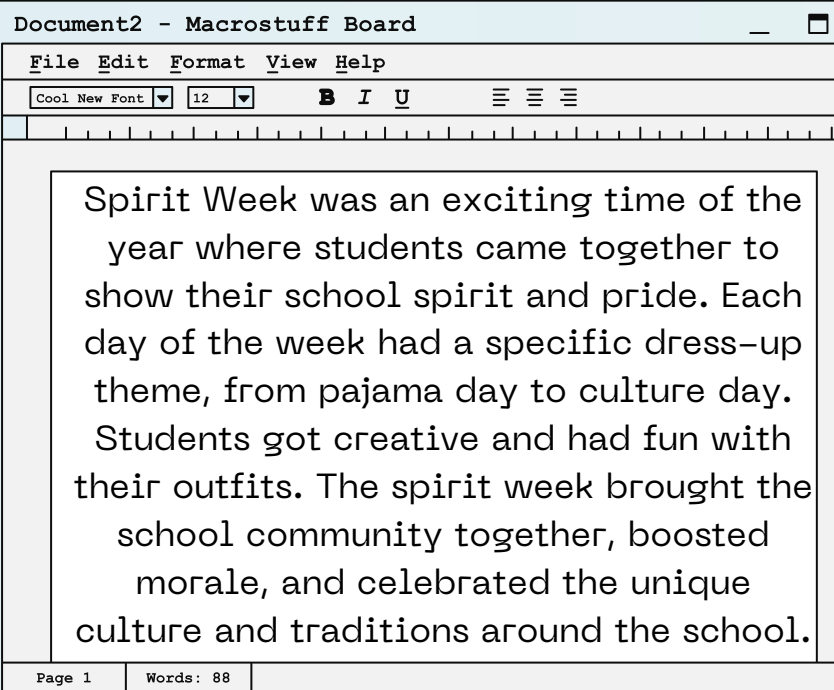 Document2 - Macrostuff Board
File Edit Format View Help
Cool New Font 12 B I U
Spirit Week was an exciting time of the
year where students came together to
show their school spirit and pride. Each
day of the week had a specific dress-up
theme, from pajama day to culture day.
Students got creative and had fun with
their outfits. The spirit week brought the
school community together, boosted
morale, and celebrated the unique
culture and traditions around the school.
Page 1 Words: 88